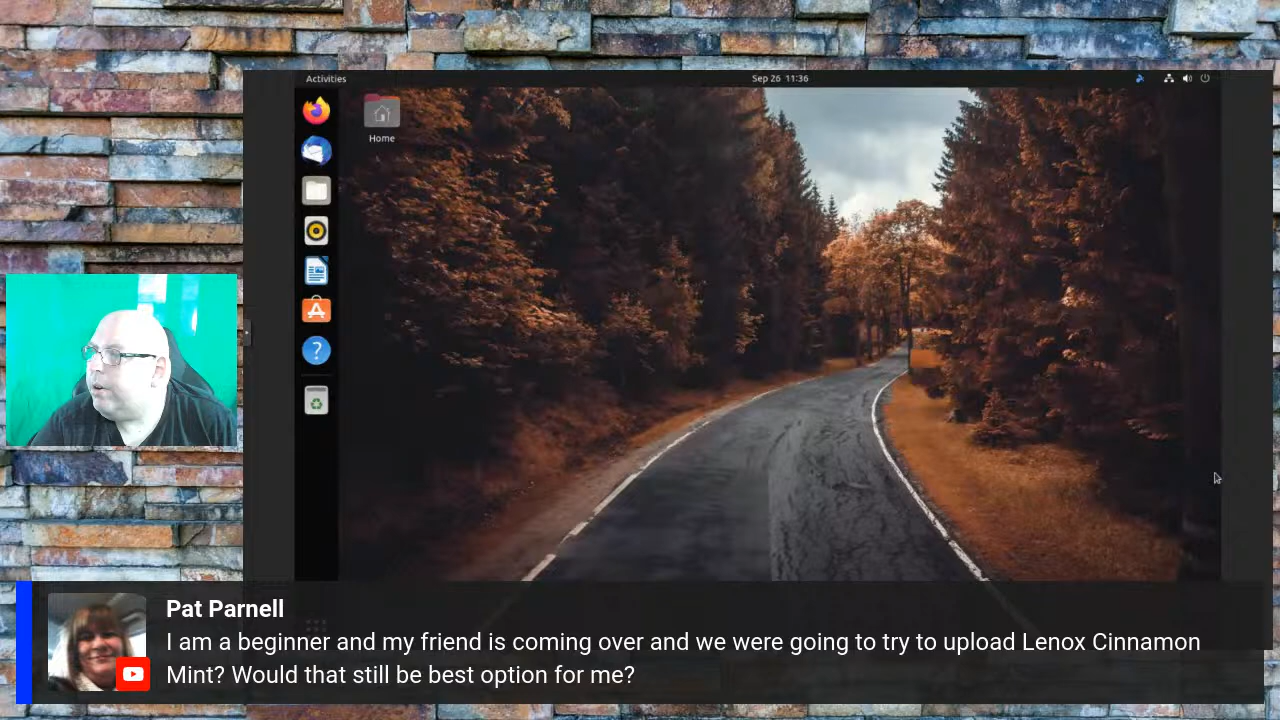 Activities
Sep 26 11:36
Home
Pat Parnell
I am a beginner and my friend is coming over and we were going to try to upload Lenox Cinnamon
Mint? Would that still be best option for me?